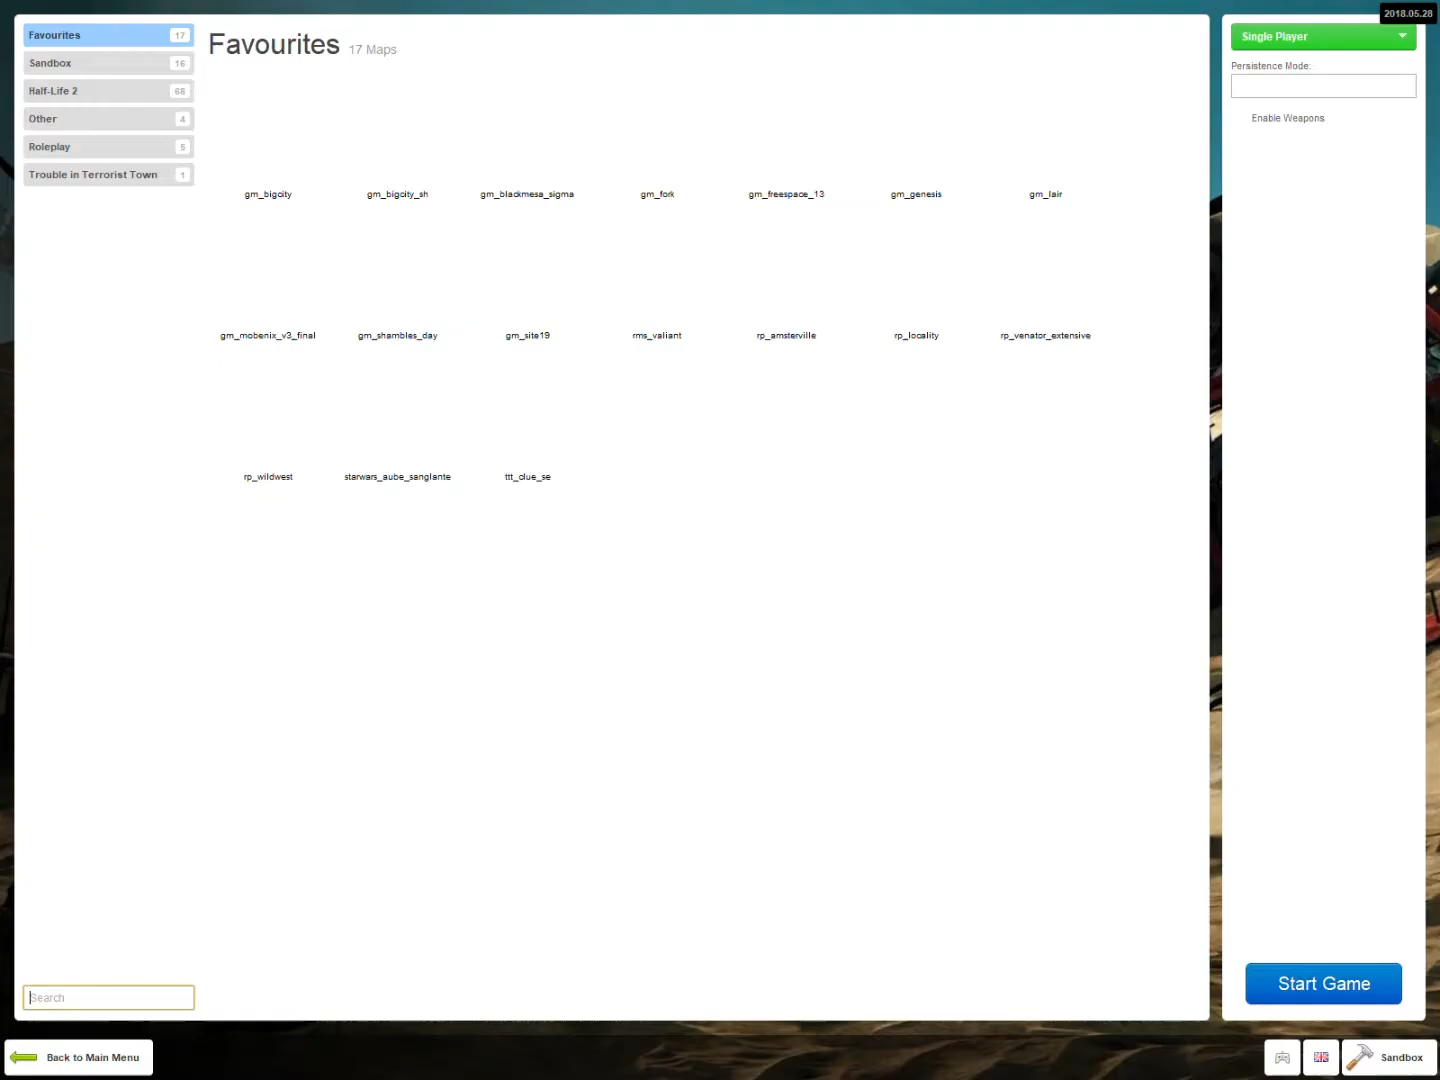 2018.05.28
Favourites 17
Sandbox 16
Half-Life 2 68
Other 4
Roleplay 5
Trouble in Terrorist Town 1
Favourites 17 Maps
gm_bigcity gm_bigcity_sh gm_blackmesa_sigma gm_fork gm_freespace_13 gm_genesis gm_lair
gm_mobenix_v3_final gm_shambles_day gm_site19 rms_valiant rp_amsterville rp_locality rp_venator_extensive
rp_wildwest starwars_aube_sanglante ttt_clue_se
Search
Single Player
Persistence Mode:
Enable Weapons
Start Game
Back to Main Menu
Sandbox